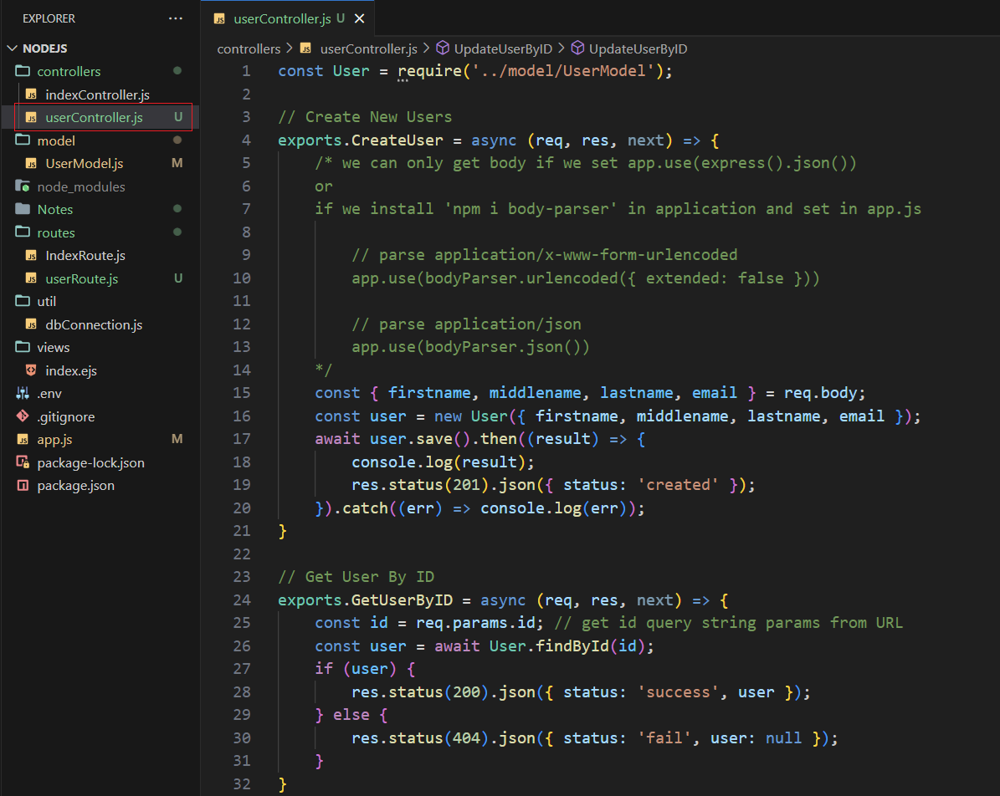 EXPLORER ···
NODEJS
controllers
JS indexController.js
JS userController.js U
model
JS UserModel.js M
node_modules
Notes
routes
JS IndexRoute.js
JS userRoute.js U
util
JS dbConnection.js
views
index.ejs
.env
.gitignore
JS app.js M
package-lock.json
package.json
JS userController.js U ×
controllers > JS userController.js > UpdateUserByID > UpdateUserByID
1 const User = require('../model/UserModel');
2
3 // Create New Users
4 exports.CreateUser = async (req, res, next) => {
5     /* we can only get body if we set app.use(express().json())
6     or
7     if we install 'npm i body-parser' in application and set in app.js
8
9         // parse application/x-www-form-urlencoded
10         app.use(bodyParser.urlencoded({ extended: false }))
11
12         // parse application/json
13         app.use(bodyParser.json())
14     */
15     const { firstname, middlename, lastname, email } = req.body;
16     const user = new User({ firstname, middlename, lastname, email });
17     await user.save().then((result) => {
18         console.log(result);
19         res.status(201).json({ status: 'created' });
20     }).catch((err) => console.log(err));
21 }
22
23 // Get User By ID
24 exports.GetUserByID = async (req, res, next) => {
25     const id = req.params.id; // get id query string params from URL
26     const user = await User.findById(id);
27     if (user) {
28         res.status(200).json({ status: 'success', user });
29     } else {
30         res.status(404).json({ status: 'fail', user: null });
31     }
32 }